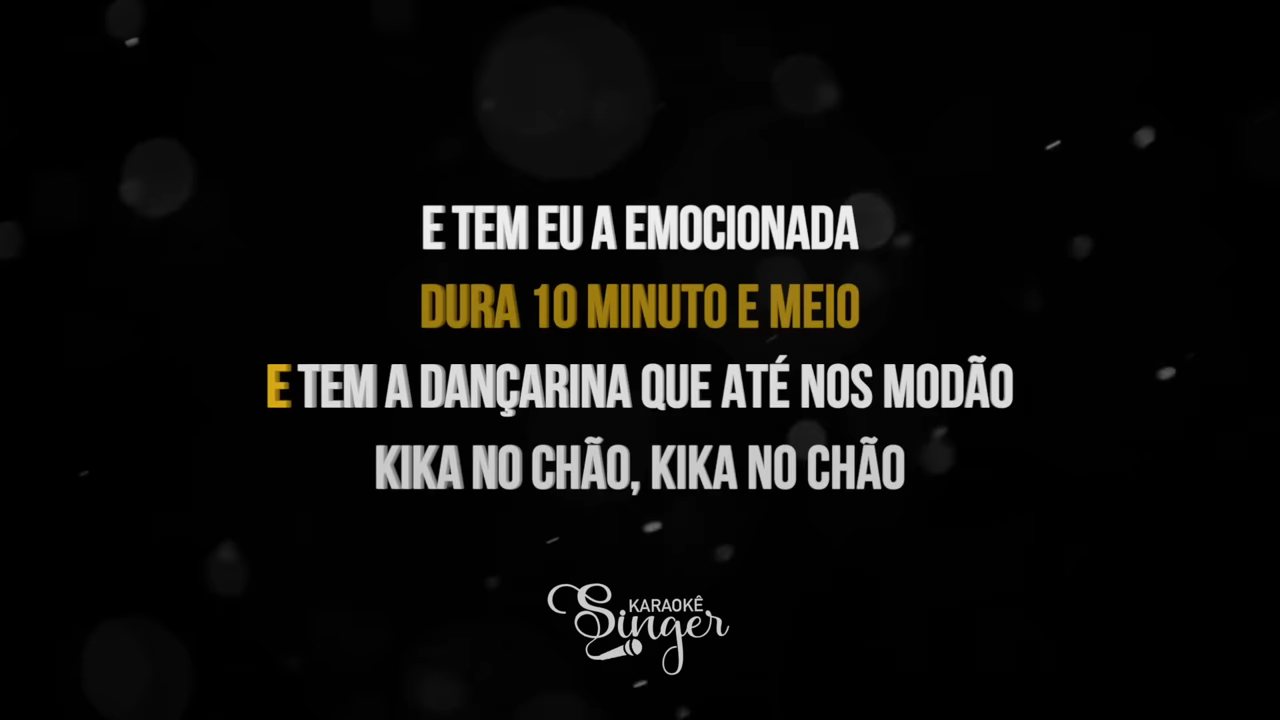 E TEM EU A EMOCIONADA
DURA 10 MINUTO E MEIO
E TEM A DANÇARINA QUE ATÉ NOS MODÃO
KIKA NO CHÃO, KIKA NO CHÃO
KARAOKÊ
Singer